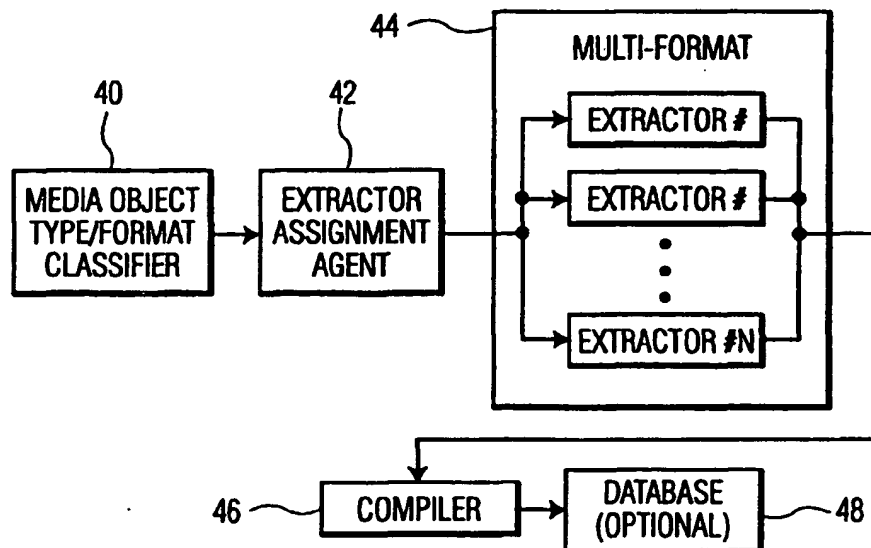 44
MULTI-FORMAT
40
42
EXTRACTOR #
MEDIA OBJECT
TYPE/FORMAT
CLASSIFIER
EXTRACTOR
ASSIGNMENT
AGENT
EXTRACTOR #
EXTRACTOR #N
46
COMPILER
DATABASE
(OPTIONAL)
48